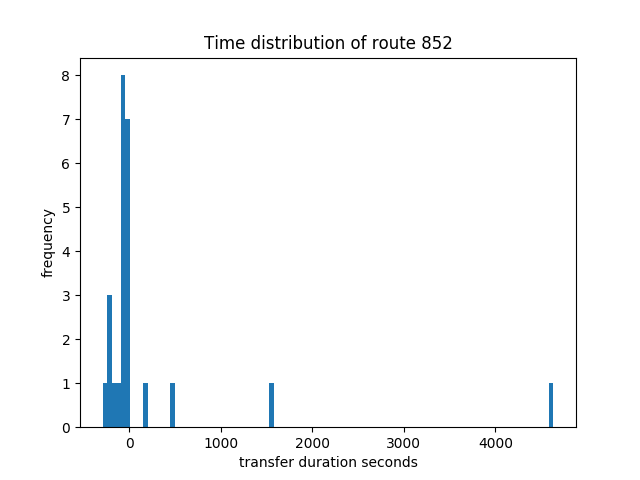 Time distribution of route 852
8
7
6
5
4
3
2
1
0
frequency
0 1000 2000 3000 4000
transfer duration seconds